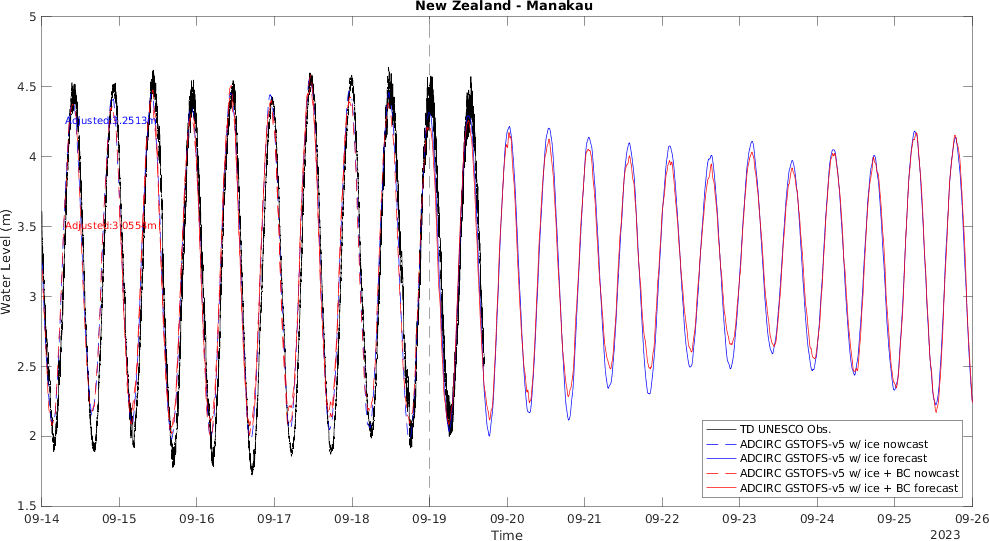 New Zealand - Manakau
5
4.5
4
3.5
3
2.5
2
1.5
Water Level (m)
Adjusted:3.2513m
Adjusted:3.0554m
TD UNESCO Obs.
ADCIRC GSTOFS-v5 w/ ice nowcast
ADCIRC GSTOFS-v5 w/ ice forecast
ADCIRC GSTOFS-v5 w/ ice + BC nowcast
ADCIRC GSTOFS-v5 w/ ice + BC forecast
09-14 09-15 09-16 09-17 09-18 09-19 09-20 09-21 09-22 09-23 09-24 09-25 09-26
Time
2023